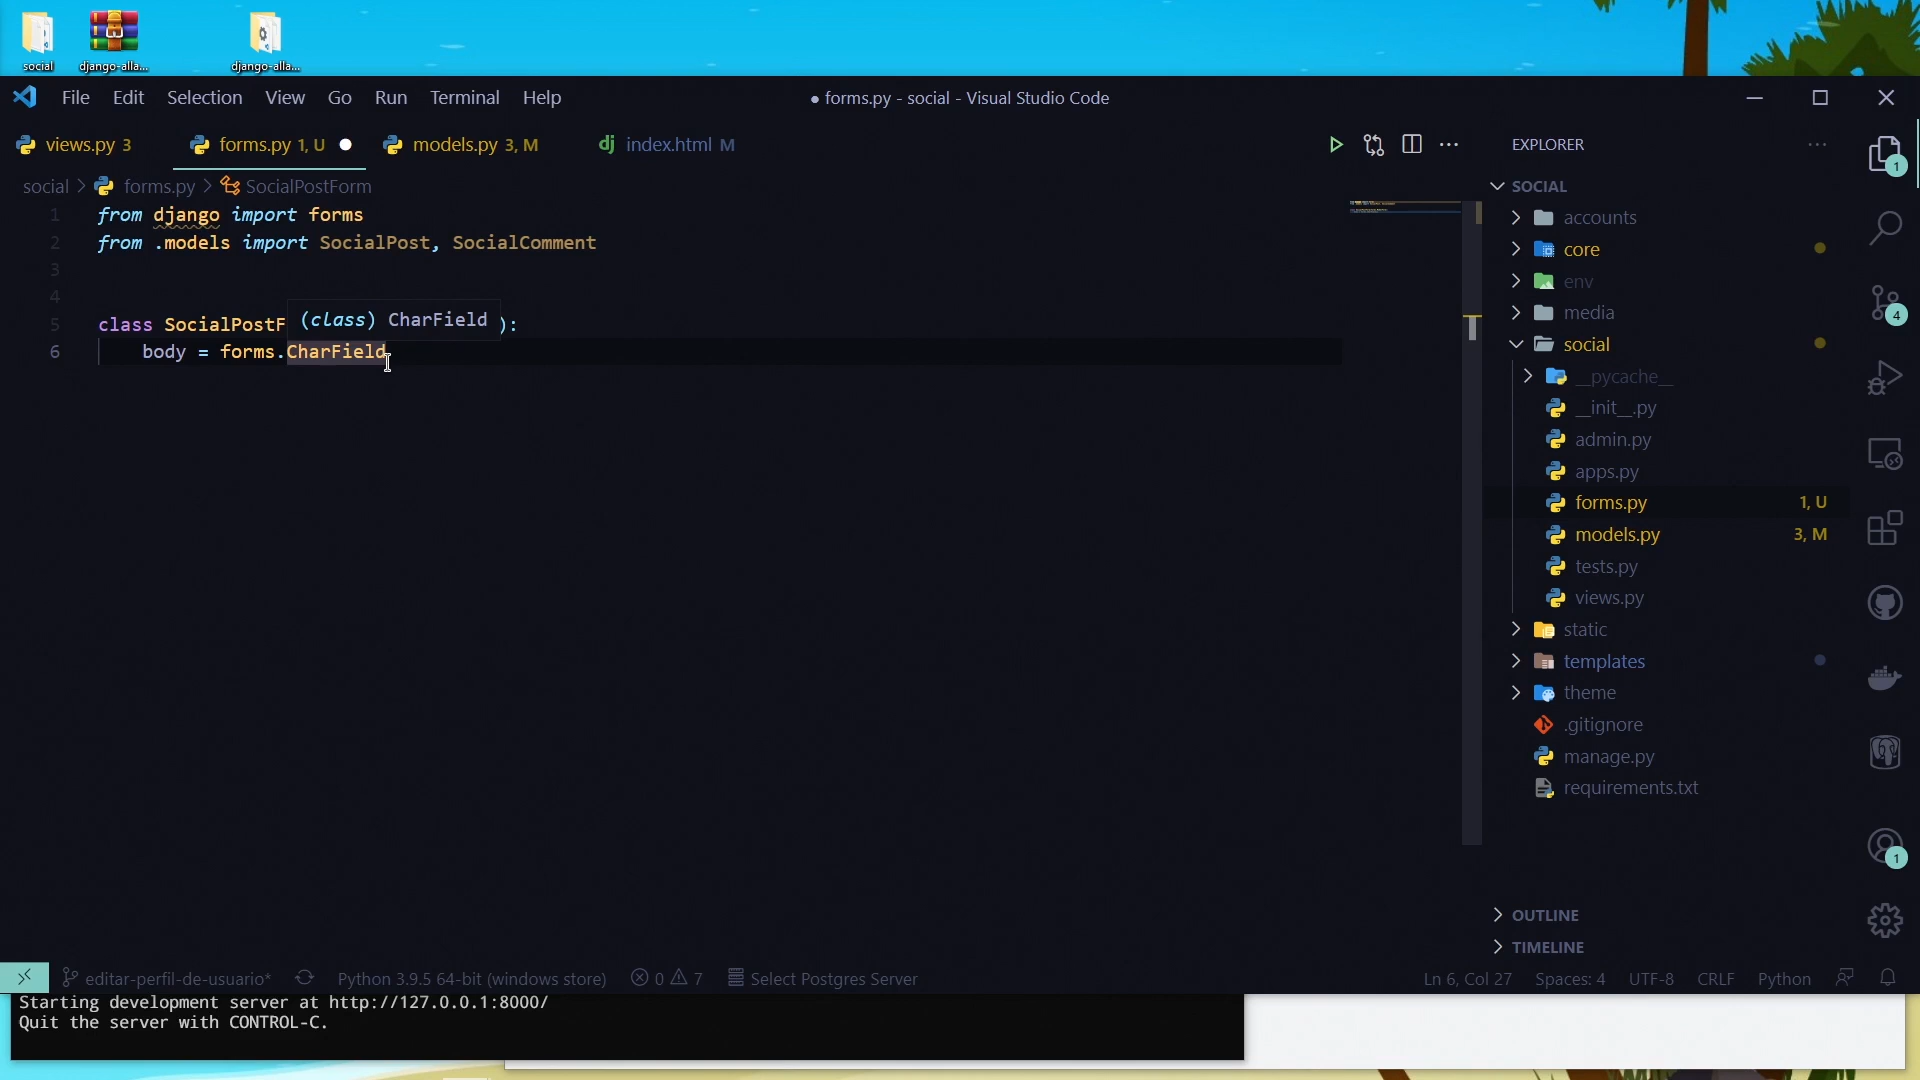 social
django-alla...
django-alla...
File Edit Selection View Go Run Terminal Help
● forms.py - social - Visual Studio Code
views.py 3
forms.py 1, U
models.py 3, M
index.html M
social > forms.py > SocialPostForm
1 from django import forms
2 from .models import SocialPost, SocialComment
3
4
(class) CharField
5 class SocialPostF ):
6 body = forms.CharField
EXPLORER
SOCIAL
accounts
core
env
media
social
__pycache__
__init__.py
admin.py
apps.py
forms.py 1, U
models.py 3, M
tests.py
views.py
static
templates
theme
.gitignore
manage.py
requirements.txt
OUTLINE
TIMELINE
1
4
1
editar-perfil-de-usuario* Python 3.9.5 64-bit (windows store) 0 7 Select Postgres Server Ln 6, Col 27 Spaces: 4 UTF-8 CRLF Python
Starting development server at http://127.0.0.1:8000/
Quit the server with CONTROL-C.